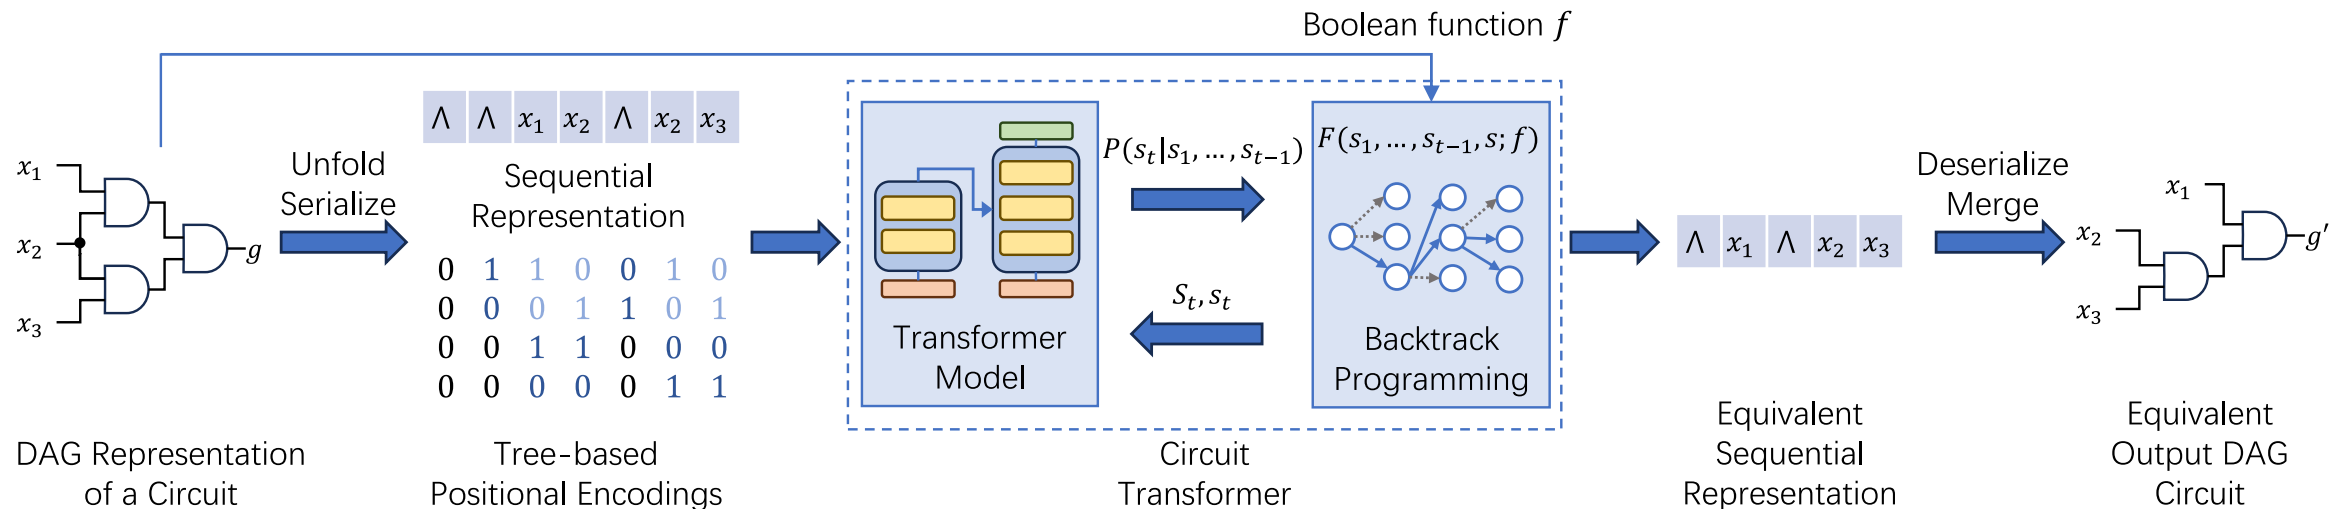 Boolean function f
x₁
x₂
x₃
g
DAG Representation
of a Circuit
Unfold
Serialize
∧ ∧ x₁ x₂ ∧ x₂ x₃
Sequential
Representation
0 1 1 0 0 1 0
0 0 0 1 1 0 1
0 0 1 1 0 0 0
0 0 0 0 0 1 1
Tree-based
Positional Encodings
Transformer
Model
P(sₜ|s₁, …, sₜ₋₁)
Sₜ, sₜ
F(s₁, …, sₜ₋₁, s; f)
Backtrack
Programming
Circuit
Transformer
∧ x₁ ∧ x₂ x₃
Equivalent
Sequential
Representation
Deserialize
Merge
x₁
x₂
x₃
g′
Equivalent
Output DAG
Circuit